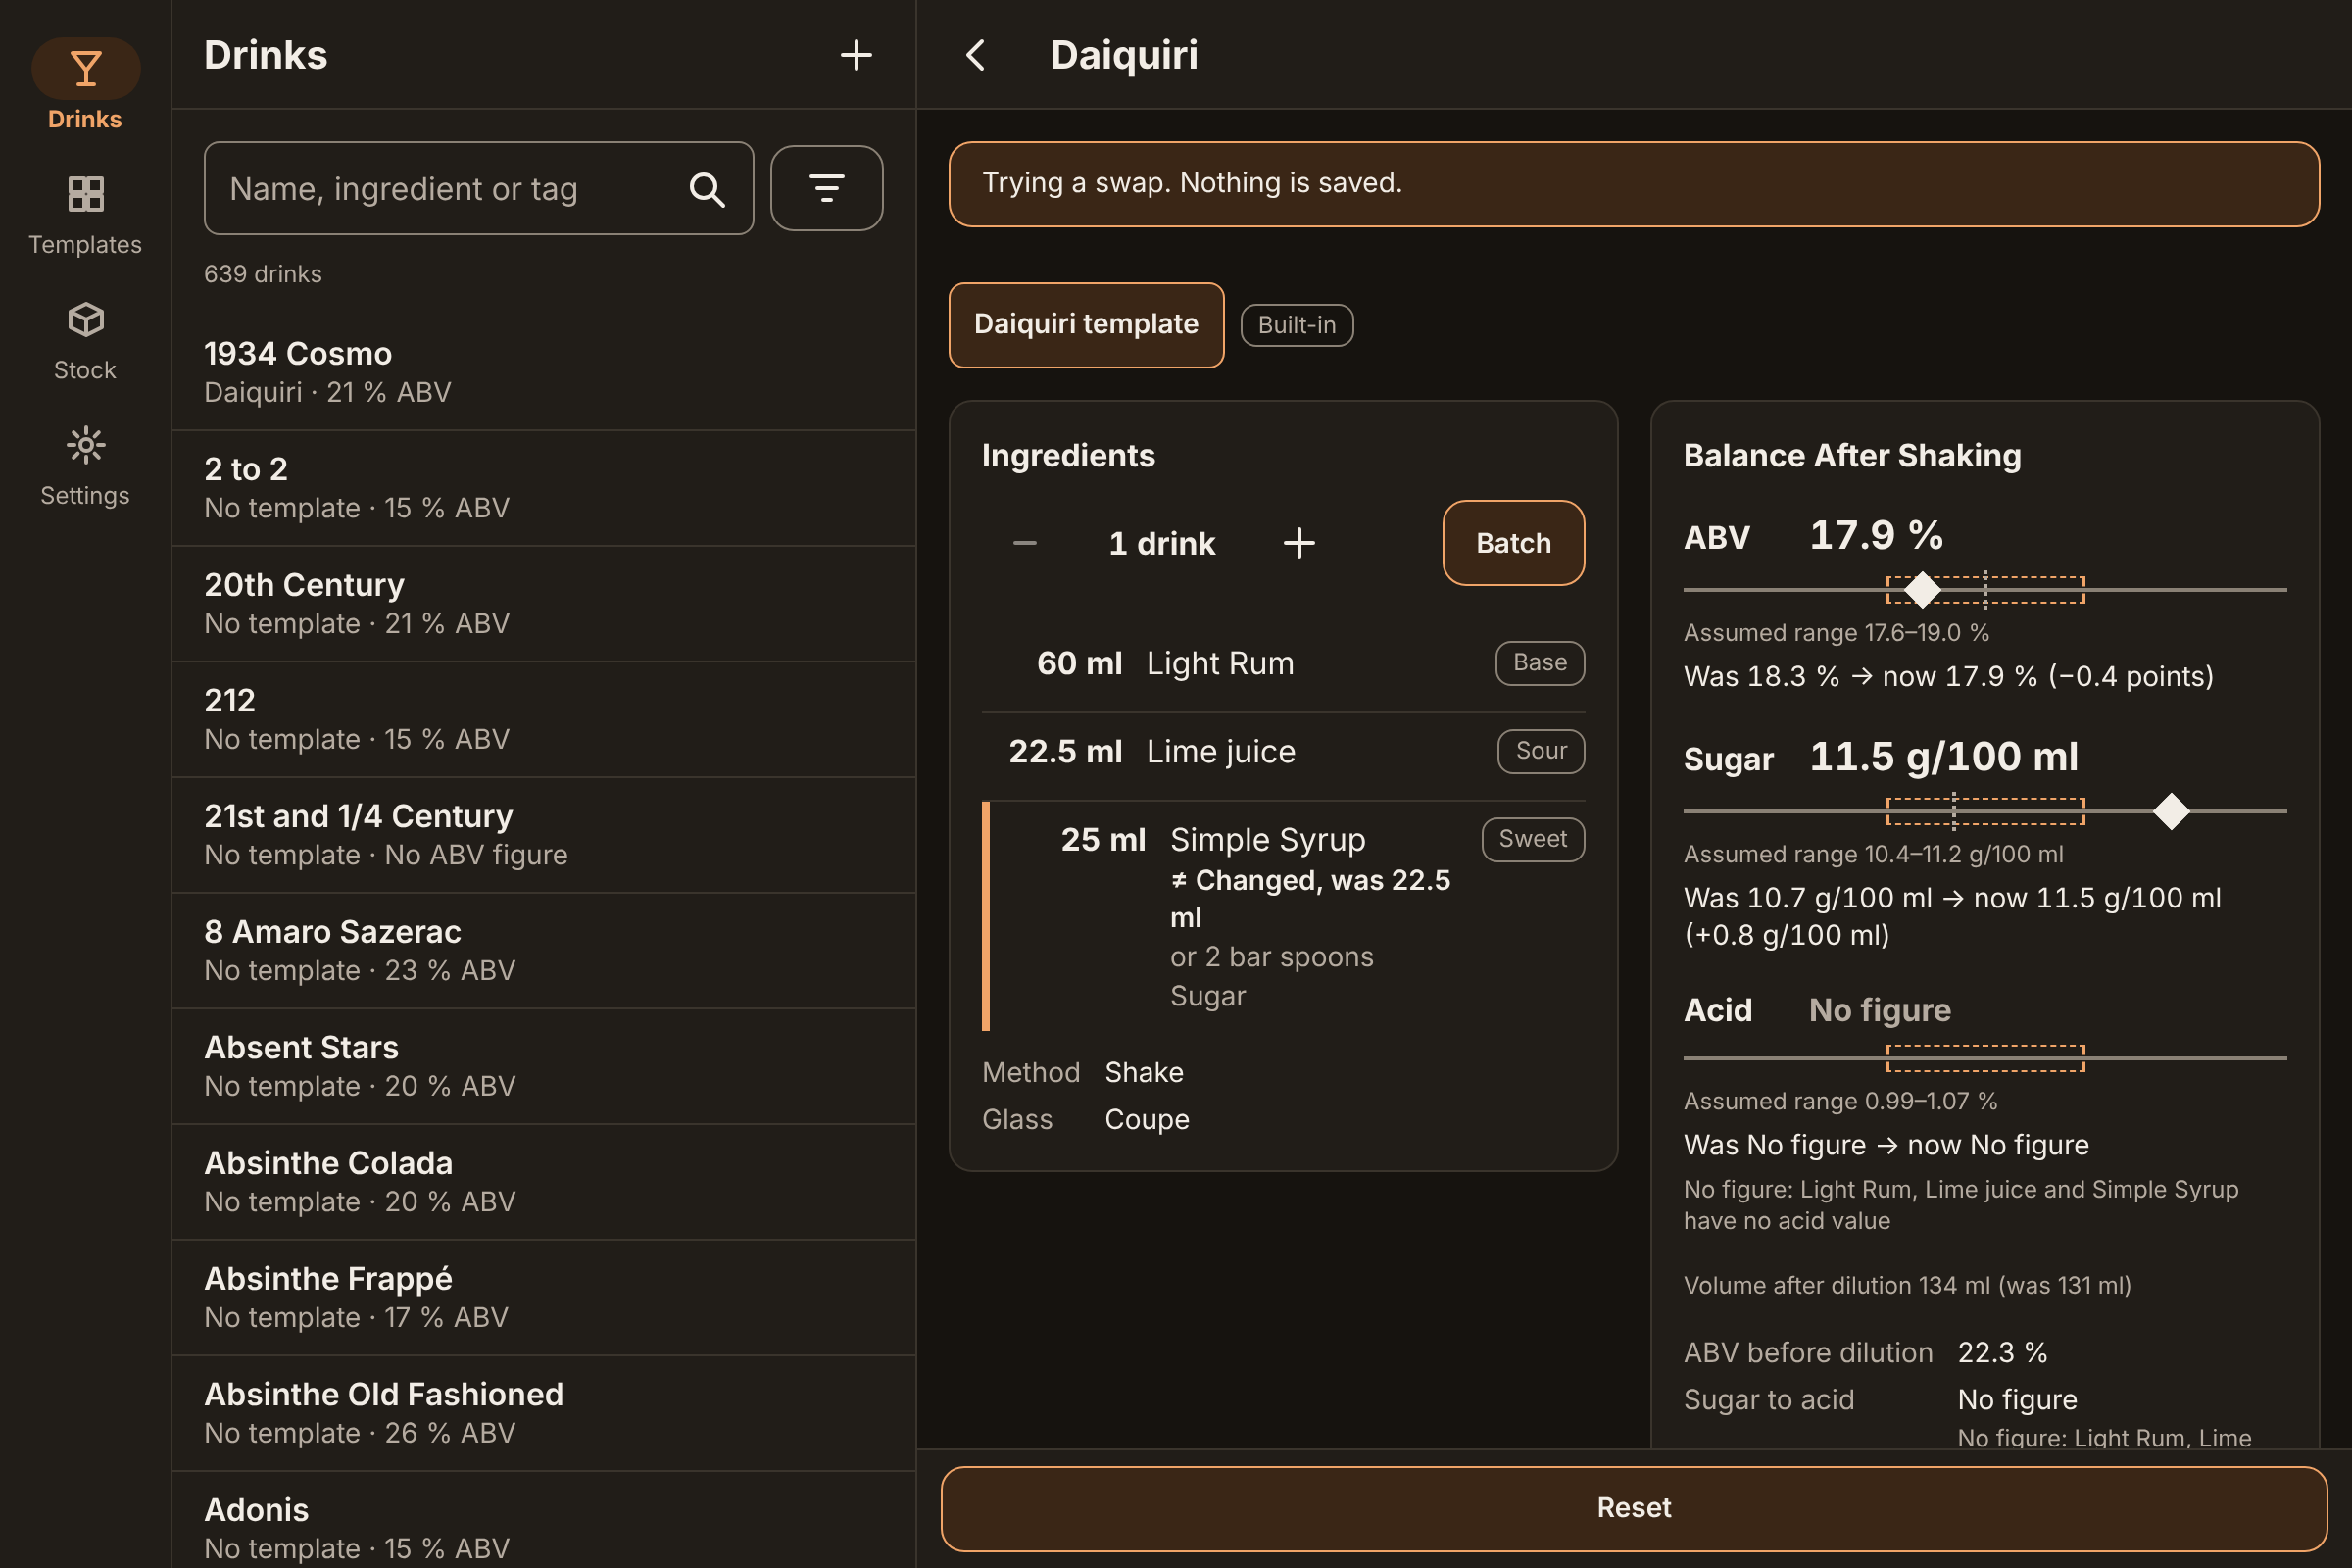 Drinks
Templates
Stock
Settings
Drinks
Name, ingredient or tag
639 drinks
1934 Cosmo
Daiquiri · 21 % ABV
2 to 2
No template · 15 % ABV
20th Century
No template · 21 % ABV
212
No template · 15 % ABV
21st and 1/4 Century
No template · No ABV figure
8 Amaro Sazerac
No template · 23 % ABV
Absent Stars
No template · 20 % ABV
Absinthe Colada
No template · 20 % ABV
Absinthe Frappé
No template · 17 % ABV
Absinthe Old Fashioned
No template · 26 % ABV
Adonis
No template · 15 % ABV
Daiquiri
Trying a swap. Nothing is saved.
Daiquiri template
Built-in
Ingredients
1 drink
Batch
60 ml Light Rum Base
22.5 ml Lime juice Sour
25 ml Simple Syrup Sweet
≠ Changed, was 22.5
ml
or 2 bar spoons
Sugar
Method Shake
Glass Coupe
Balance After Shaking
ABV 17.9 %
Assumed range 17.6–19.0 %
Was 18.3 % → now 17.9 % (−0.4 points)
Sugar 11.5 g/100 ml
Assumed range 10.4–11.2 g/100 ml
Was 10.7 g/100 ml → now 11.5 g/100 ml
(+0.8 g/100 ml)
Acid No figure
Assumed range 0.99–1.07 %
Was No figure → now No figure
No figure: Light Rum, Lime juice and Simple Syrup
have no acid value
Volume after dilution 134 ml (was 131 ml)
ABV before dilution 22.3 %
Sugar to acid No figure
No figure: Light Rum, Lime
Reset